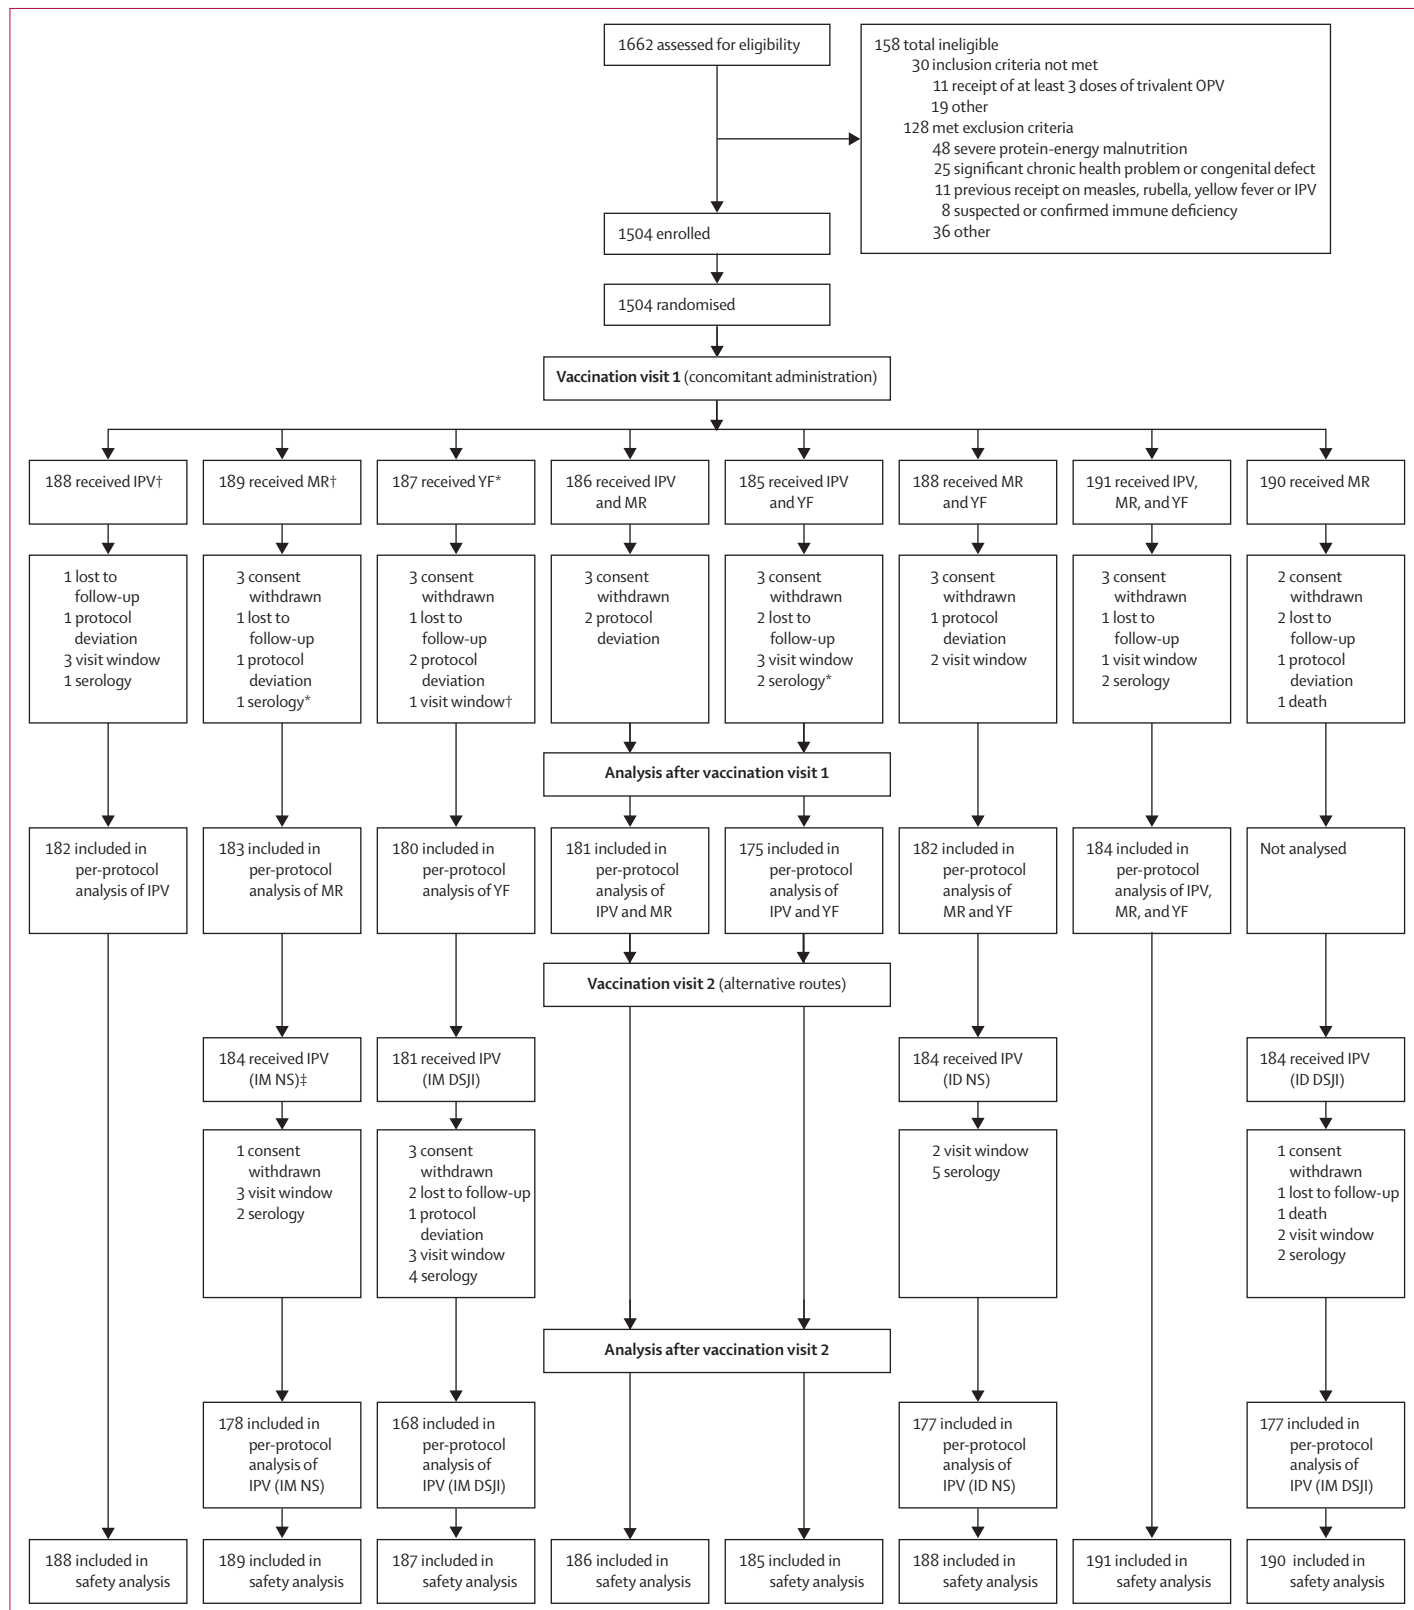 1662 assessed for eligibility
158 total ineligible
30 inclusion criteria not met
11 receipt of at least 3 doses of trivalent OPV
19 other
128 met exclusion criteria
48 severe protein-energy malnutrition
25 significant chronic health problem or congenital defect
11 previous receipt on measles, rubella, yellow fever or IPV
8 suspected or confirmed immune deficiency
36 other
1504 enrolled
1504 randomised
Vaccination visit 1 (concomitant administration)
188 received IPV†
189 received MR†
187 received YF*
186 received IPV
and MR
185 received IPV
and YF
188 received MR
and YF
191 received IPV,
MR, and YF
190 received MR
1 lost to
follow-up
1 protocol
deviation
3 visit window
1 serology
3 consent
withdrawn
1 lost to
follow-up
1 protocol
deviation
1 serology*
3 consent
withdrawn
1 lost to
follow-up
2 protocol
deviation
1 visit window†
3 consent
withdrawn
2 protocol
deviation
3 consent
withdrawn
2 lost to
follow-up
3 visit window
2 serology*
3 consent
withdrawn
1 protocol
deviation
2 visit window
3 consent
withdrawn
1 lost to
follow-up
1 visit window
2 serology
2 consent
withdrawn
2 lost to
follow-up
1 protocol
deviation
1 death
Analysis after vaccination visit 1
182 included in
per-protocol
analysis of IPV
183 included in
per-protocol
analysis of MR
180 included in
per-protocol
analysis of YF
181 included in
per-protocol
analysis of
IPV and MR
175 included in
per-protocol
analysis of
IPV and YF
182 included in
per-protocol
analysis of
MR and YF
184 included in
per-protocol
analysis of IPV,
MR, and YF
Not analysed
Vaccination visit 2 (alternative routes)
184 received IPV
(IM NS)‡
181 received IPV
(IM DSJI)
184 received IPV
(ID NS)
184 received IPV
(ID DSJI)
1 consent
withdrawn
3 visit window
2 serology
3 consent
withdrawn
2 lost to follow-up
1 protocol
deviation
3 visit window
4 serology
2 visit window
5 serology
1 consent
withdrawn
1 lost to follow-up
1 death
2 visit window
2 serology
Analysis after vaccination visit 2
178 included in
per-protocol
analysis of
IPV (IM NS)
168 included in
per-protocol
analysis of
IPV (IM DSJI)
177 included in
per-protocol
analysis of
IPV (ID NS)
177 included in
per-protocol
analysis of
IPV (IM DSJI)
188 included in
safety analysis
189 included in
safety analysis
187 included in
safety analysis
186 included in
safety analysis
185 included in
safety analysis
188 included in
safety analysis
191 included in
safety analysis
190 included in
safety analysis